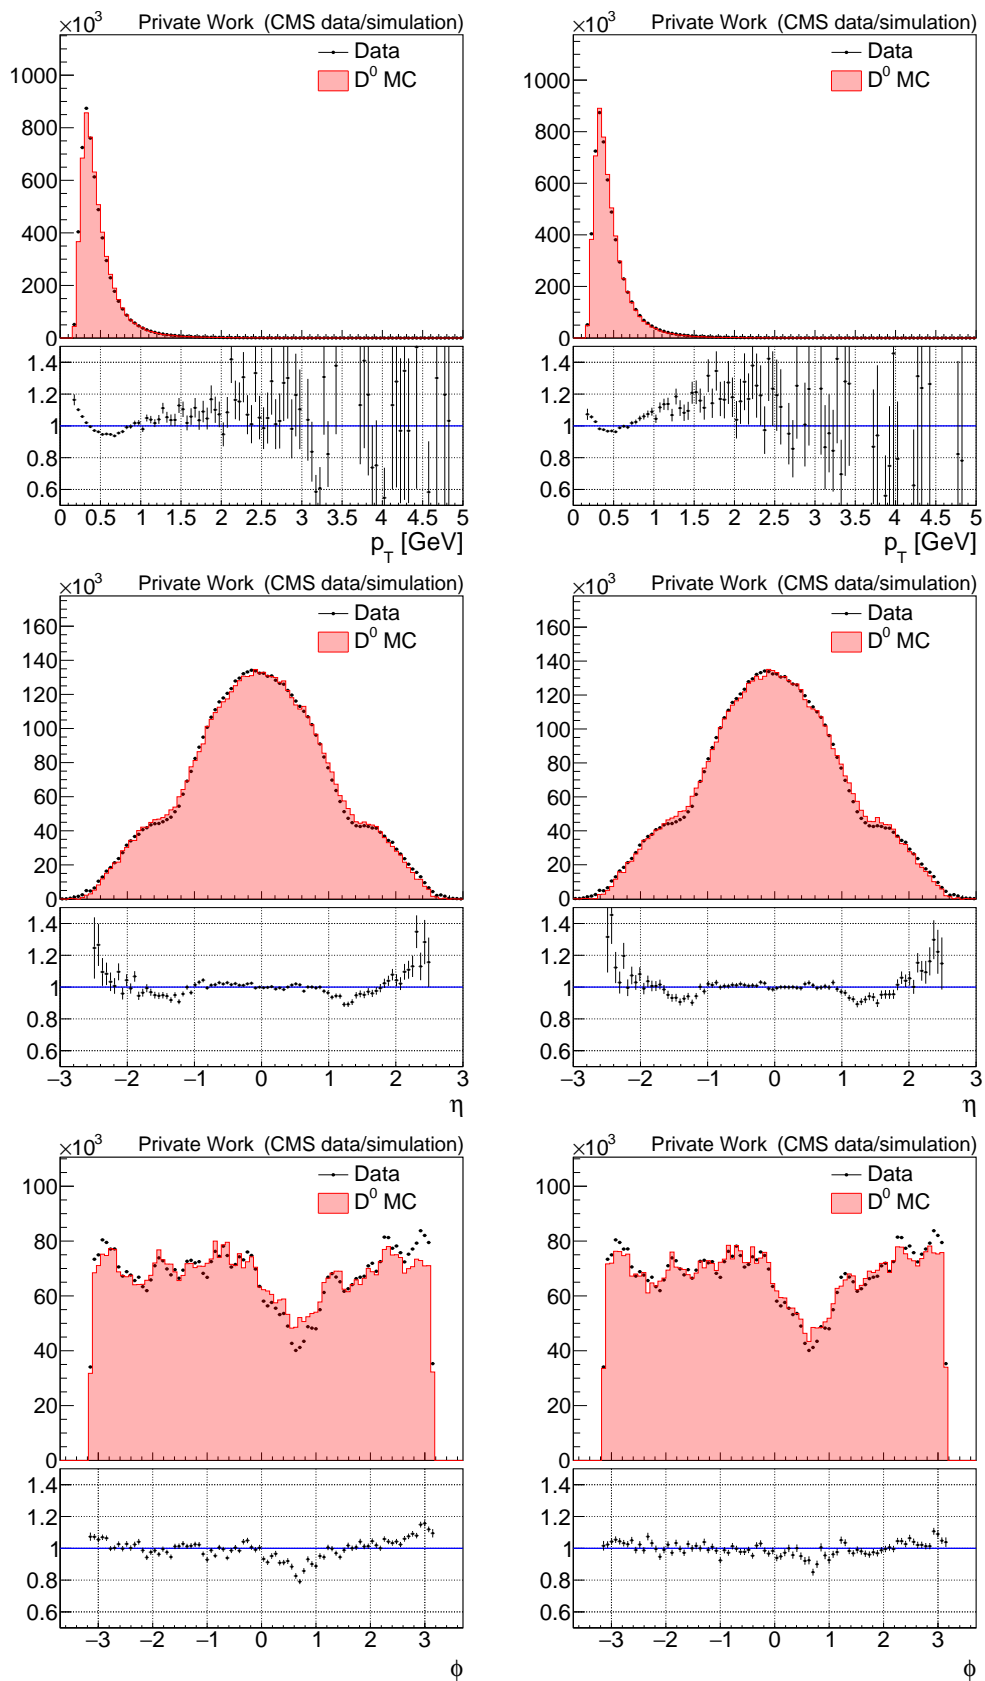 ×10³ Private Work (CMS data/simulation)
Data
D⁰ MC
1000
800
600
400
200
0
1.4
1.2
1
0.8
0.6
0 0.5 1 1.5 2 2.5 3 3.5 4 4.5 5
p_T [GeV]
×10³ Private Work (CMS data/simulation)
Data
D⁰ MC
1000
800
600
400
200
0
1.4
1.2
1
0.8
0.6
0 0.5 1 1.5 2 2.5 3 3.5 4 4.5 5
p_T [GeV]
×10³ Private Work (CMS data/simulation)
Data
D⁰ MC
160
140
120
100
80
60
40
20
0
1.4
1.2
1
0.8
0.6
−3 −2 −1 0 1 2 3
η
×10³ Private Work (CMS data/simulation)
Data
D⁰ MC
160
140
120
100
80
60
40
20
0
1.4
1.2
1
0.8
0.6
−3 −2 −1 0 1 2 3
η
×10³ Private Work (CMS data/simulation)
Data
D⁰ MC
100
80
60
40
20
0
1.4
1.2
1
0.8
0.6
−3 −2 −1 0 1 2 3
ϕ
×10³ Private Work (CMS data/simulation)
Data
D⁰ MC
100
80
60
40
20
0
1.4
1.2
1
0.8
0.6
−3 −2 −1 0 1 2 3
ϕ